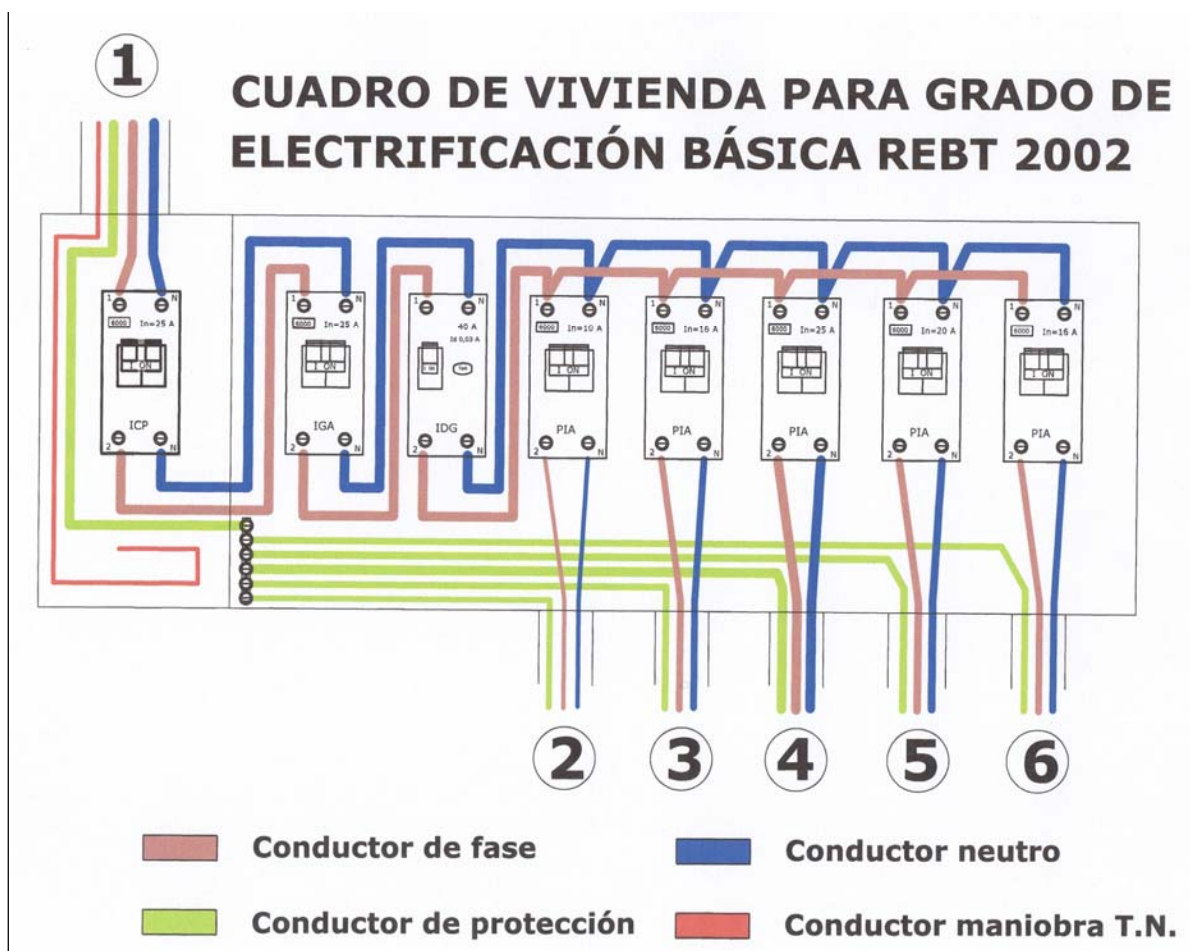 1
CUADRO DE VIVIENDA PARA GRADO DE
ELECTRIFICACIÓN BÁSICA REBT 2002
1 N
6000 In=25 A
I ON
ICP
2 N
1 N
6000 In=25 A
I ON
IGA
2 N
1 N
40 A
Id 0,03 A
IDG
2 N
1 N
6000 In=10 A
I ON
PIA
2 N
1 N
6000 In=16 A
I ON
PIA
2 N
1 N
6000 In=25 A
I ON
PIA
2 N
1 N
6000 In=20 A
I ON
PIA
2 N
1 N
6000 In=16 A
I ON
PIA
2 N
2 3 4 5 6
Conductor de fase
Conductor neutro
Conductor de protección
Conductor maniobra T.N.